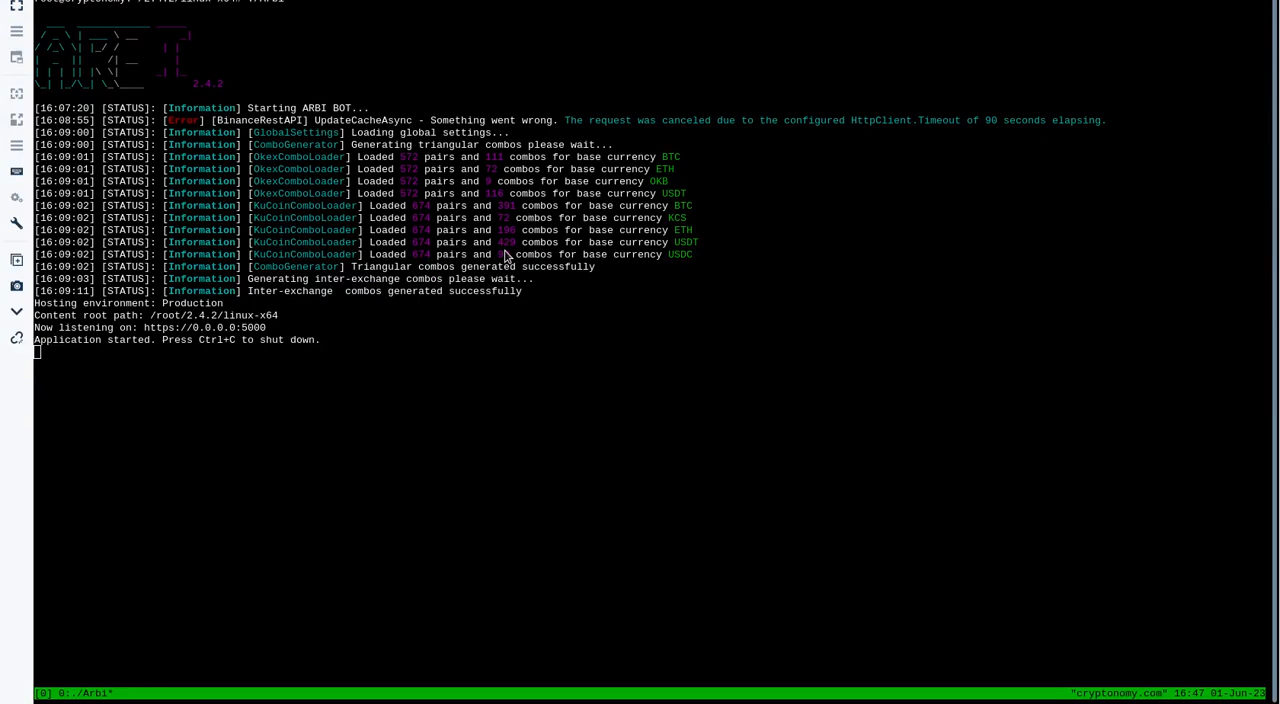 2.4.2
[16:07:20] [STATUS]: [Information] Starting ARBI BOT...
[16:08:55] [STATUS]: [Error] [BinanceRestAPI] UpdateCacheAsync - Something went wrong. The request was canceled due to the configured HttpClient.Timeout of 90 seconds elapsing.
[16:09:00] [STATUS]: [Information] [GlobalSettings] Loading global settings...
[16:09:00] [STATUS]: [Information] [ComboGenerator] Generating triangular combos please wait...
[16:09:01] [STATUS]: [Information] [OkexComboLoader] Loaded 572 pairs and 111 combos for base currency BTC
[16:09:01] [STATUS]: [Information] [OkexComboLoader] Loaded 572 pairs and 72 combos for base currency ETH
[16:09:01] [STATUS]: [Information] [OkexComboLoader] Loaded 572 pairs and 9 combos for base currency OKB
[16:09:01] [STATUS]: [Information] [OkexComboLoader] Loaded 572 pairs and 116 combos for base currency USDT
[16:09:02] [STATUS]: [Information] [KuCoinComboLoader] Loaded 674 pairs and 391 combos for base currency BTC
[16:09:02] [STATUS]: [Information] [KuCoinComboLoader] Loaded 674 pairs and 72 combos for base currency KCS
[16:09:02] [STATUS]: [Information] [KuCoinComboLoader] Loaded 674 pairs and 196 combos for base currency ETH
[16:09:02] [STATUS]: [Information] [KuCoinComboLoader] Loaded 674 pairs and 429 combos for base currency USDT
[16:09:02] [STATUS]: [Information] [KuCoinComboLoader] Loaded 674 pairs and combos for base currency USDC
[16:09:02] [STATUS]: [Information] [ComboGenerator] Triangular combos generated successfully
[16:09:03] [STATUS]: [Information] Generating inter-exchange combos please wait...
[16:09:11] [STATUS]: [Information] Inter-exchange  combos generated successfully
Hosting environment: Production
Content root path: /root/2.4.2/linux-x64
Now listening on: https://0.0.0.0:5000
Application started. Press Ctrl+C to shut down.
[0] 0:./Arbi* "cryptonomy.com" 16:47 01-Jun-23